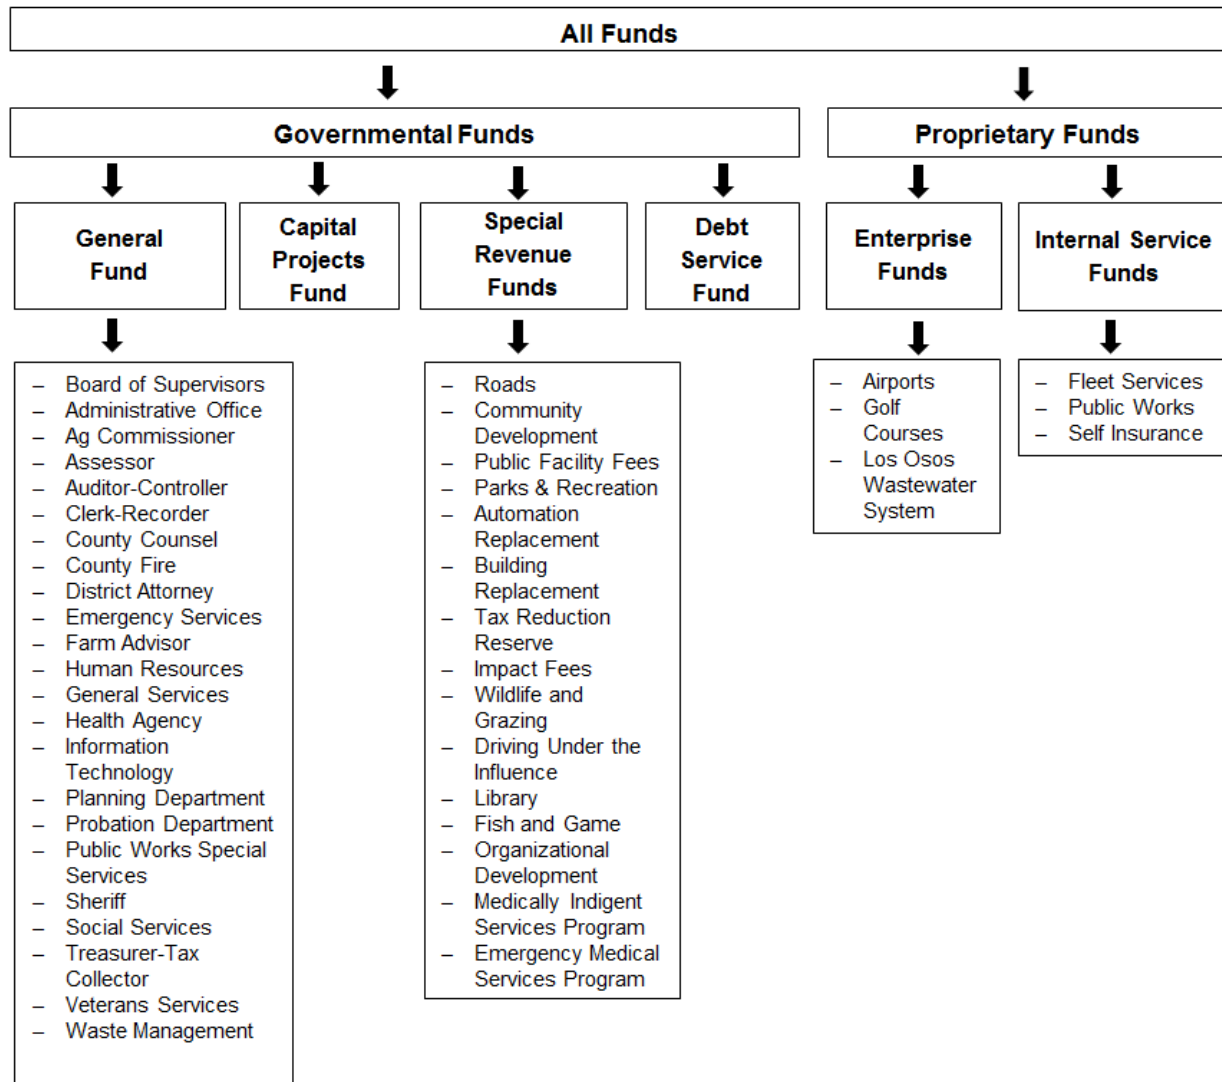 All Funds
Governmental Funds
Proprietary Funds
General
Fund
Capital
Projects
Fund
Special
Revenue
Funds
Debt
Service
Fund
Enterprise
Funds
Internal Service
Funds
– Board of Supervisors
– Administrative Office
– Ag Commissioner
– Assessor
– Auditor-Controller
– Clerk-Recorder
– County Counsel
– County Fire
– District Attorney
– Emergency Services
– Farm Advisor
– Human Resources
– General Services
– Health Agency
– Information
Technology
– Planning Department
– Probation Department
– Public Works Special
Services
– Sheriff
– Social Services
– Treasurer-Tax
Collector
– Veterans Services
– Waste Management
– Roads
– Community
Development
– Public Facility Fees
– Parks & Recreation
– Automation
Replacement
– Building
Replacement
– Tax Reduction
Reserve
– Impact Fees
– Wildlife and
Grazing
– Driving Under the
Influence
– Library
– Fish and Game
– Organizational
Development
– Medically Indigent
Services Program
– Emergency Medical
Services Program
– Airports
– Golf
Courses
– Los Osos
Wastewater
System
– Fleet Services
– Public Works
– Self Insurance